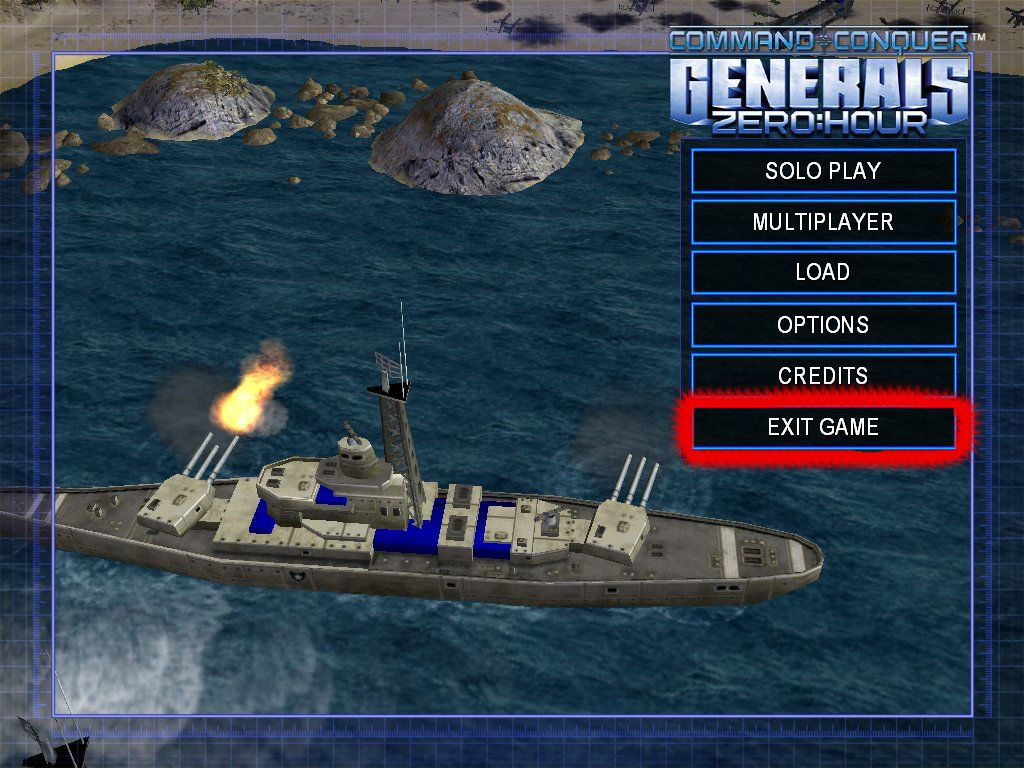 COMMAND & CONQUER™
GENERALS
ZERO:HOUR
SOLO PLAY
MULTIPLAYER
LOAD
OPTIONS
CREDITS
EXIT GAME